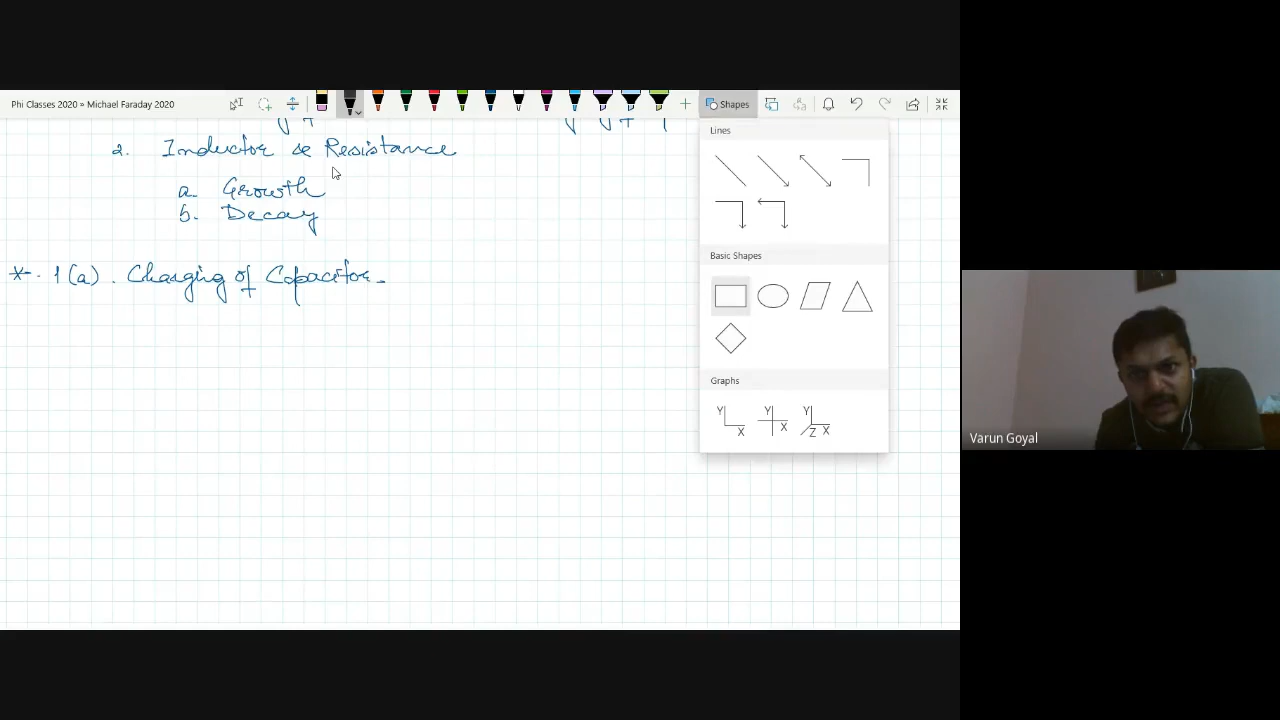 Phi Classes 2020 » Michael Faraday 2020
Shapes
2. Inductor & Resistance
a. Growth
b. Decay
* . 1(a) . Charging of Capacitor .
Lines
Basic Shapes
Graphs
Y X
Y X
Y Z X
Varun Goyal